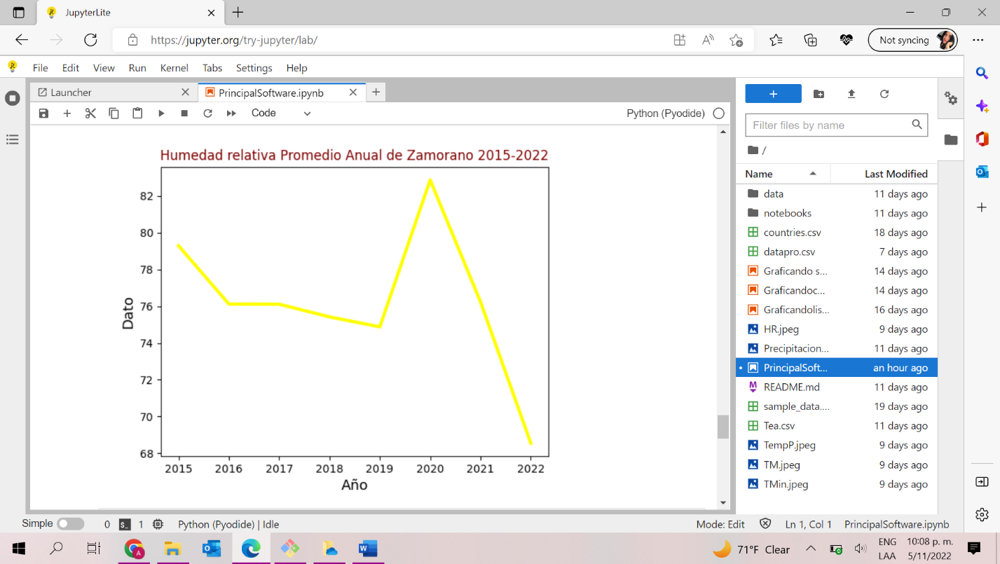 JupyterLite
https://jupyter.org/try-jupyter/lab/
Not syncing
File Edit View Run Kernel Tabs Settings Help
Launcher
PrincipalSoftware.ipynb
Code
Python (Pyodide)
Humedad relativa Promedio Anual de Zamorano 2015-2022
82
80
78
76
74
72
70
68
Dato
2015 2016 2017 2018 2019 2020 2021 2022
Año
Filter files by name
/
Name Last Modified
data 11 days ago
notebooks 11 days ago
countries.csv 18 days ago
datapro.csv 7 days ago
Graficando s... 14 days ago
Graficandoc... 14 days ago
Graficandolis... 16 days ago
HR.jpeg 9 days ago
Precipitacion... 11 days ago
PrincipalSoft... an hour ago
README.md 11 days ago
sample_data.... 19 days ago
Tea.csv 11 days ago
TempP.jpeg 9 days ago
TM.jpeg 9 days ago
TMin.jpeg 9 days ago
Simple 0 1 Python (Pyodide) | Idle
Mode: Edit Ln 1, Col 1 PrincipalSoftware.ipynb
71°F Clear
ENG
LAA
10:08 p. m.
5/11/2022